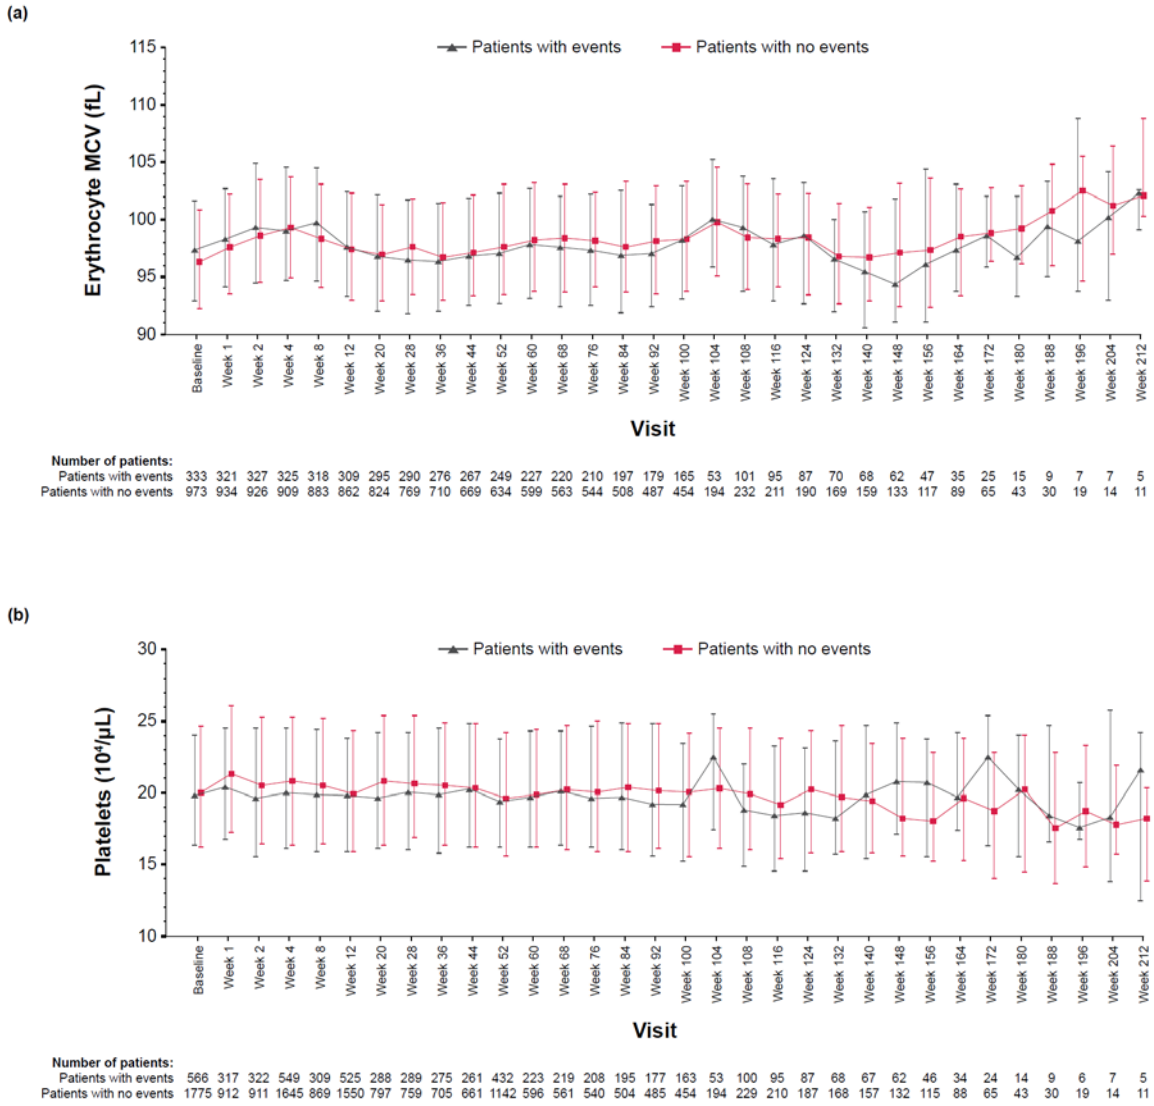 (a)
Patients with events Patients with no events
Erythrocyte MCV (fL)
115
110
105
100
95
90
Baseline Week 1 Week 2 Week 4 Week 8 Week 12 Week 20 Week 28 Week 36 Week 44 Week 52 Week 60 Week 68 Week 76 Week 84 Week 92 Week 100 Week 104 Week 108 Week 116 Week 124 Week 132 Week 140 Week 148 Week 156 Week 164 Week 172 Week 180 Week 188 Week 196 Week 204 Week 212
Visit
Number of patients:
Patients with events 333 321 327 325 318 309 295 290 276 267 249 227 220 210 197 179 165 53 101 95 87 70 68 62 47 35 25 15 9 7 7 5
Patients with no events 973 934 926 909 883 862 824 769 710 669 634 599 563 544 508 487 454 194 232 211 190 169 159 133 117 89 65 43 30 19 14 11
(b)
Patients with events Patients with no events
Platelets (10⁴/µL)
30
25
20
15
10
Baseline Week 1 Week 2 Week 4 Week 8 Week 12 Week 20 Week 28 Week 36 Week 44 Week 52 Week 60 Week 68 Week 76 Week 84 Week 92 Week 100 Week 104 Week 108 Week 116 Week 124 Week 132 Week 140 Week 148 Week 156 Week 164 Week 172 Week 180 Week 188 Week 196 Week 204 Week 212
Visit
Number of patients:
Patients with events 566 317 322 549 309 525 288 289 275 261 432 223 219 208 195 177 163 53 100 95 87 68 67 62 46 34 24 14 9 6 7 5
Patients with no events 1775 912 911 1645 869 1550 797 759 705 661 1142 596 561 540 504 485 454 194 229 210 187 168 157 132 115 88 65 43 30 19 14 11